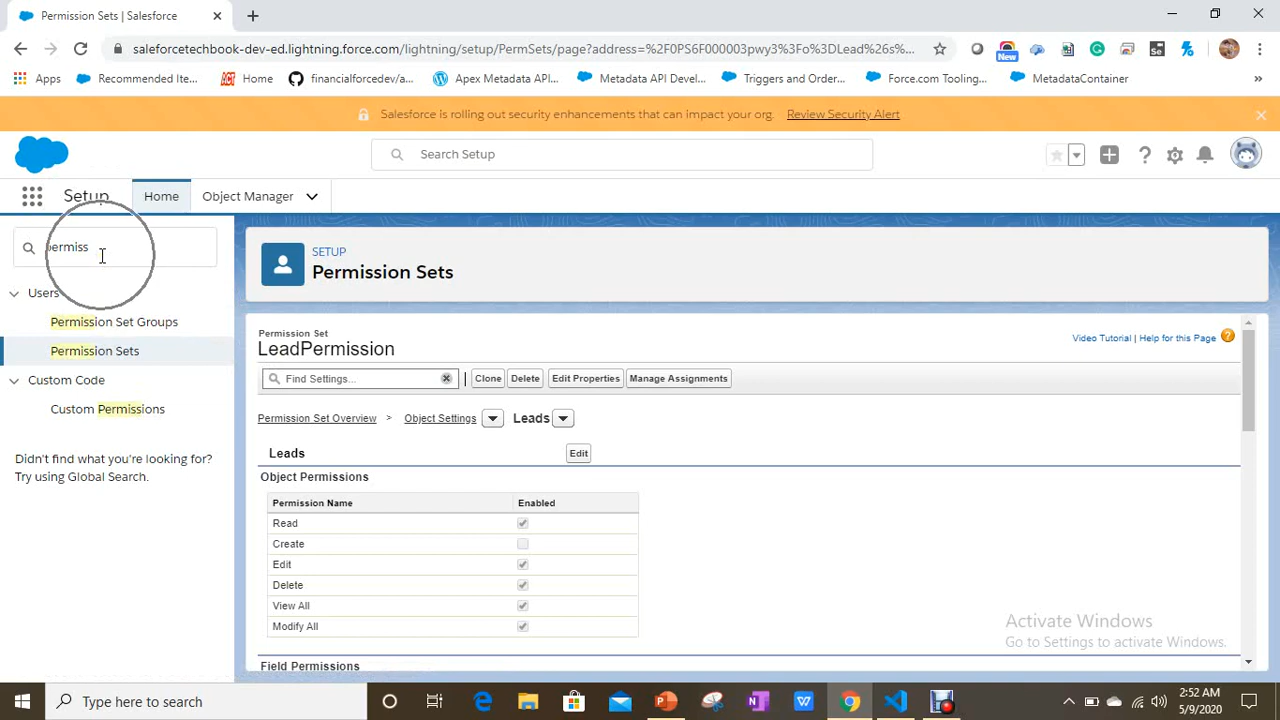 Permission Sets | Salesforce
saleforcetechbook-dev-ed.lightning.force.com/lightning/setup/PermSets/page?address=%2F0PS6F000003pwy3%3Fo%3DLead%26s%...
New
Apps
Recommended Ite...
Home
financialforcedev/a...
Apex Metadata API...
Metadata API Devel...
Triggers and Order...
Force.com Tooling...
MetadataContainer
»
Salesforce is rolling out security enhancements that can impact your org. Review Security Alert
Search Setup
Setup
Home
Object Manager
permiss
Users
Permission Set Groups
Permission Sets
Custom Code
Custom Permissions
Didn't find what you're looking for?
Try using Global Search.
SETUP
Permission Sets
Permission Set
LeadPermission
Video Tutorial | Help for this Page
Find Settings...
Clone
Delete
Edit Properties
Manage Assignments
Permission Set Overview > Object Settings Leads
Leads
Edit
Object Permissions
Permission Name Enabled
Read
Create
Edit
Delete
View All
Modify All
Field Permissions
Activate Windows
Go to Settings to activate Windows.
Type here to search
2:52 AM
5/9/2020